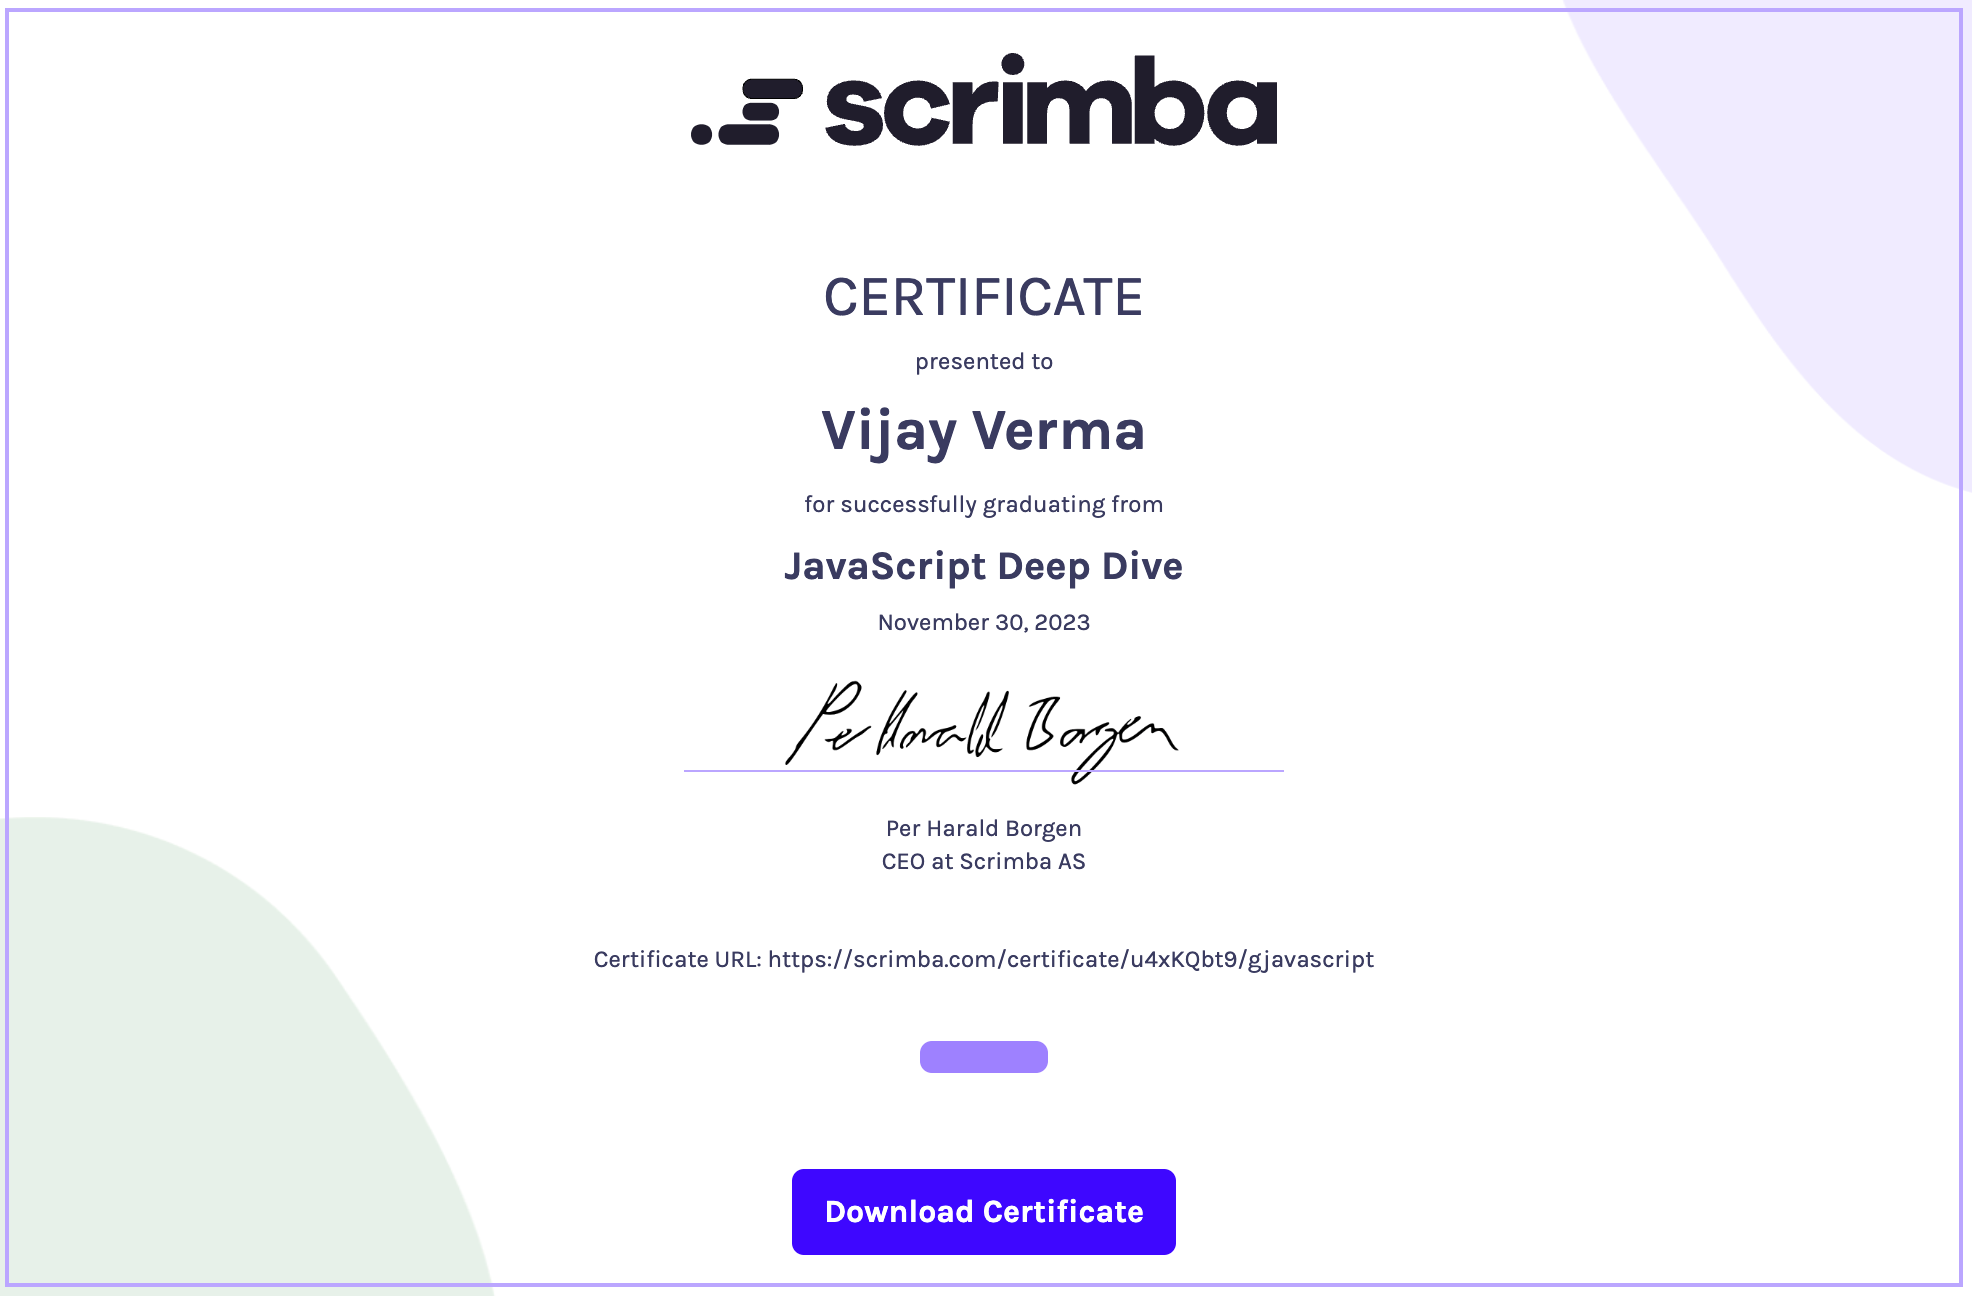 scrimba
CERTIFICATE
presented to
Vijay Verma
for successfully graduating from
JavaScript Deep Dive
November 30, 2023
Per Harald Borgen
Per Harald Borgen
CEO at Scrimba AS
Certificate URL: https://scrimba.com/certificate/u4xKQbt9/gjavascript
Download Certificate